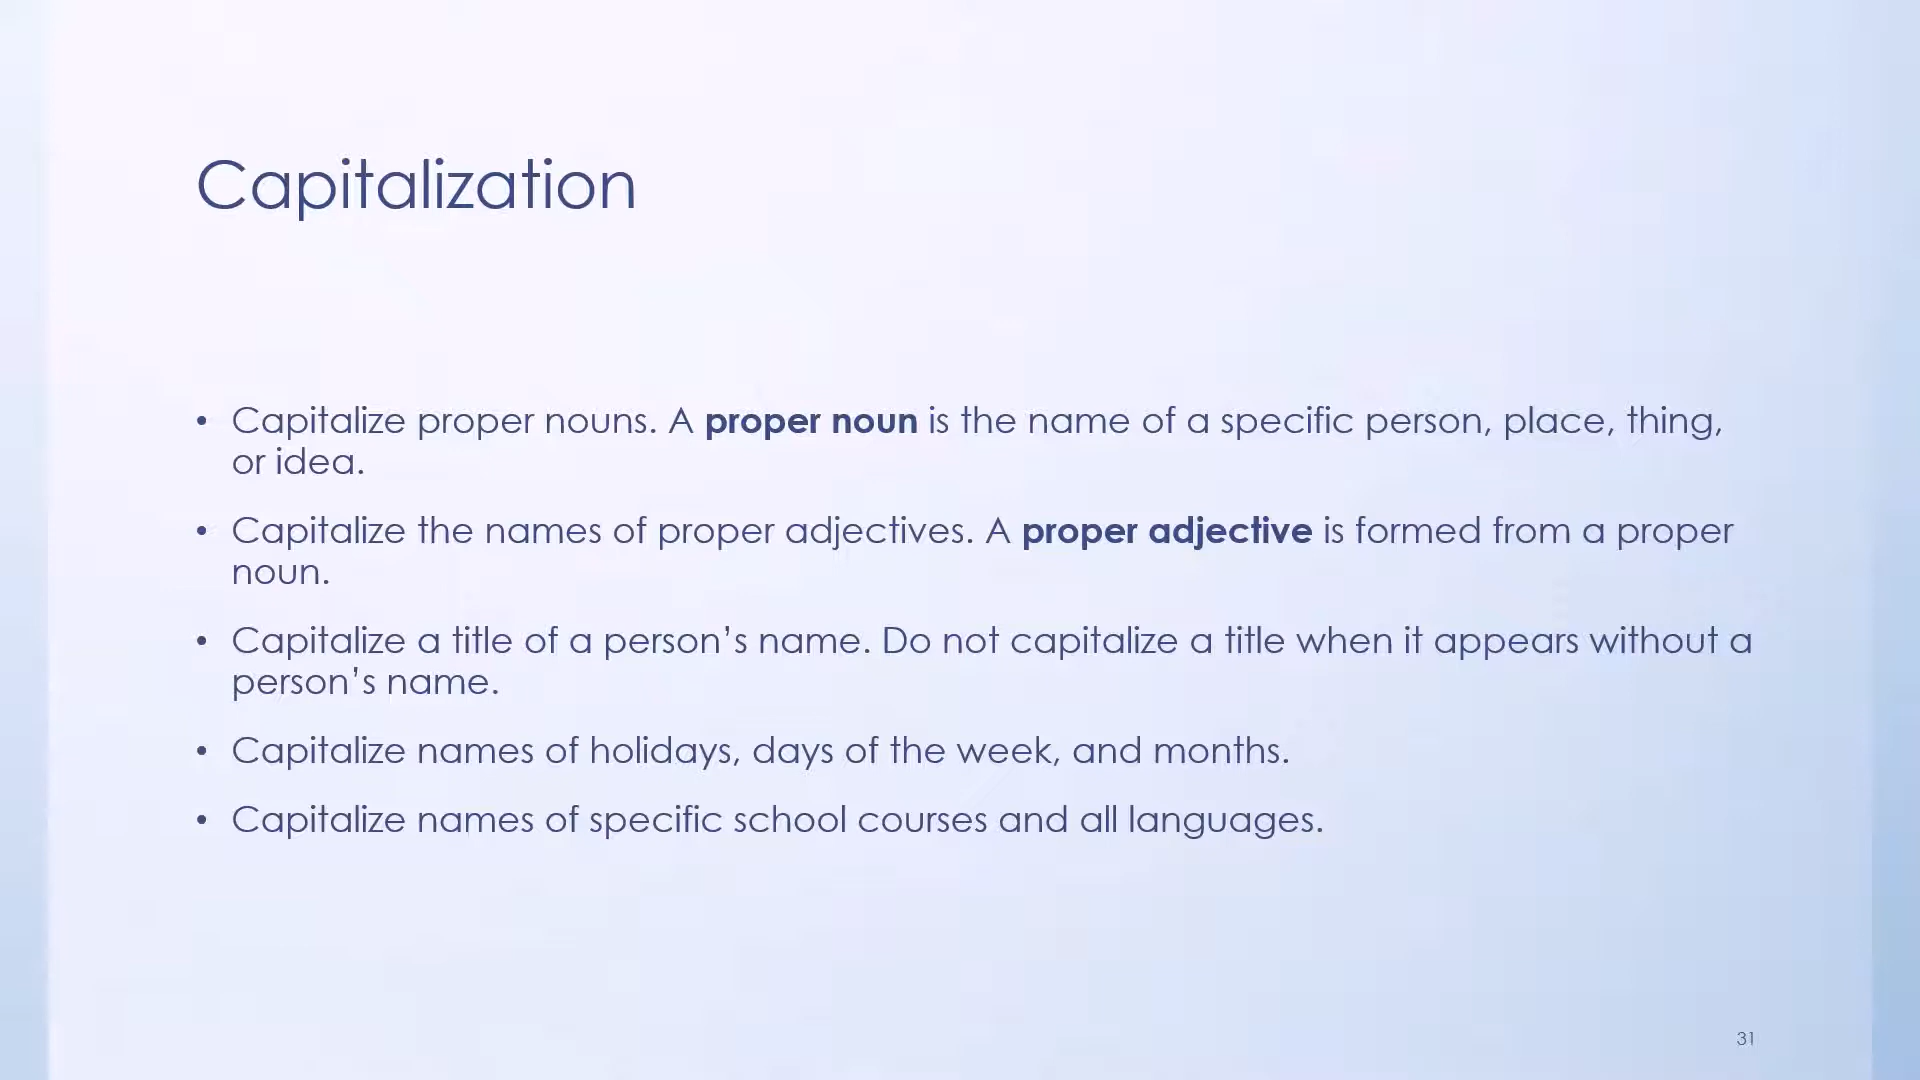 Capitalization
• Capitalize proper nouns. A proper noun is the name of a specific person, place, thing,
or idea.
• Capitalize the names of proper adjectives. A proper adjective is formed from a proper
noun.
• Capitalize a title of a person’s name. Do not capitalize a title when it appears without a
person’s name.
• Capitalize names of holidays, days of the week, and months.
• Capitalize names of specific school courses and all languages.
31